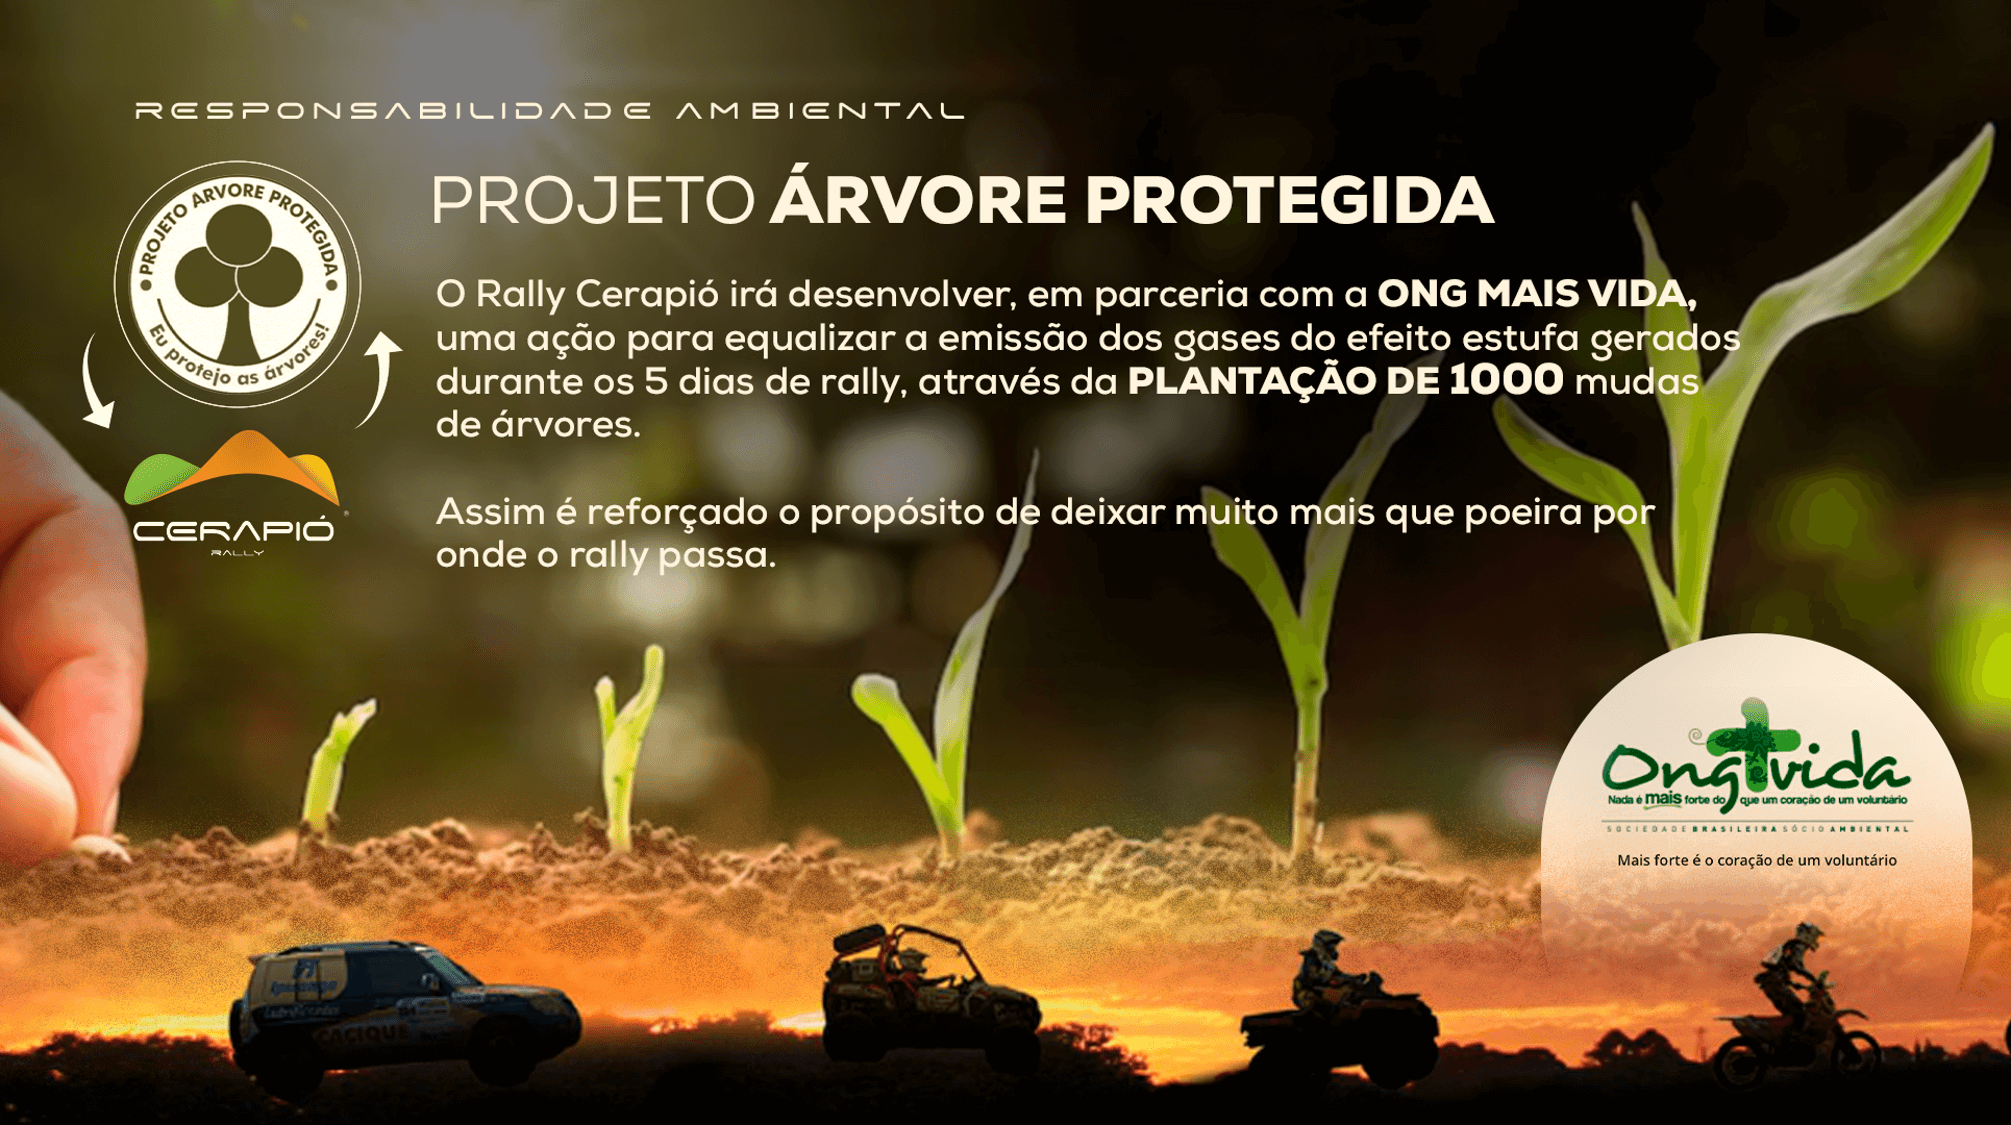 RESPONSABILIDADE AMBIENTAL
PROJETO ÁRVORE PROTEGIDA
• PROJETO ARVORE PROTEGIDA •
Eu protejo as árvores!
O Rally Cerapió irá desenvolver, em parceria com a ONG MAIS VIDA,
uma ação para equalizar a emissão dos gases do efeito estufa gerados
durante os 5 dias de rally, através da PLANTAÇÃO DE 1000 mudas
de árvores.
CERAPIÓ
RALLY
Assim é reforçado o propósito de deixar muito mais que poeira por
onde o rally passa.
Ong+vida
Nada é mais forte do que um coração de um voluntário
SOCIEDADE BRASILEIRA SÓCIO AMBIENTAL
Mais forte é o coração de um voluntário
CACIQUE